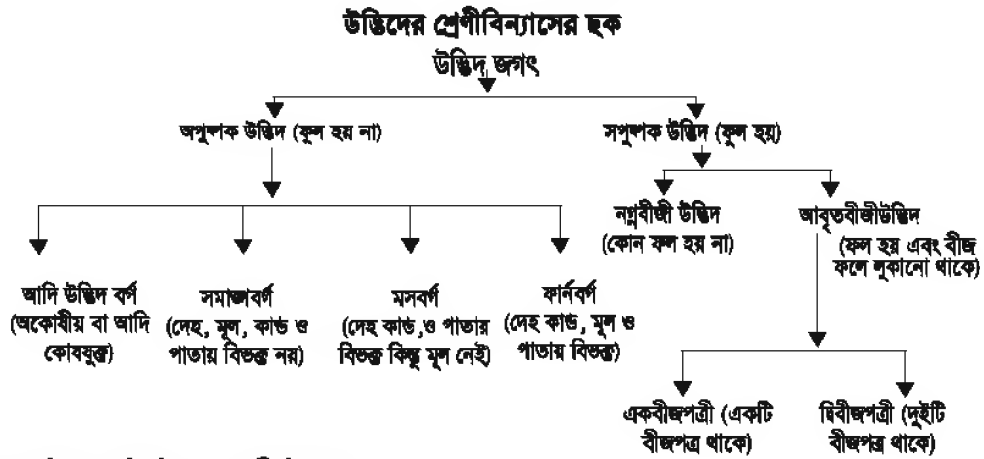 উদ্ভিদের শ্রেণীবিন্যাসের ছক
উদ্ভিদ জগৎ
অপুষ্পক উদ্ভিদ (ফুল হয় না)
সপুষ্পক উদ্ভিদ (ফুল হয়)
নগ্নবীজী উদ্ভিদ
(কোন ফল হয় না)
আবৃতবীজীউদ্ভিদ
(ফল হয় এবং বীজ
ফলে লুকানো থাকে)
আদি উদ্ভিদ বর্গ
(অকোষীয় বা আদি
কোষযুক্ত)
সমাঙ্গবর্গ
(দেহ, মূল, কান্ড ও
পাতায় বিভক্ত নয়)
মসবর্গ
(দেহ কান্ড,ও পাতায়
বিভক্ত কিন্তু মূল নেই)
ফার্নবর্গ
(দেহ কান্ড, মূল ও
পাতায় বিভক্ত)
একবীজপত্রী (একটি
বীজপত্র থাকে)
দ্বিবীজপত্রী (দুইটি
বীজপত্র থাকে)